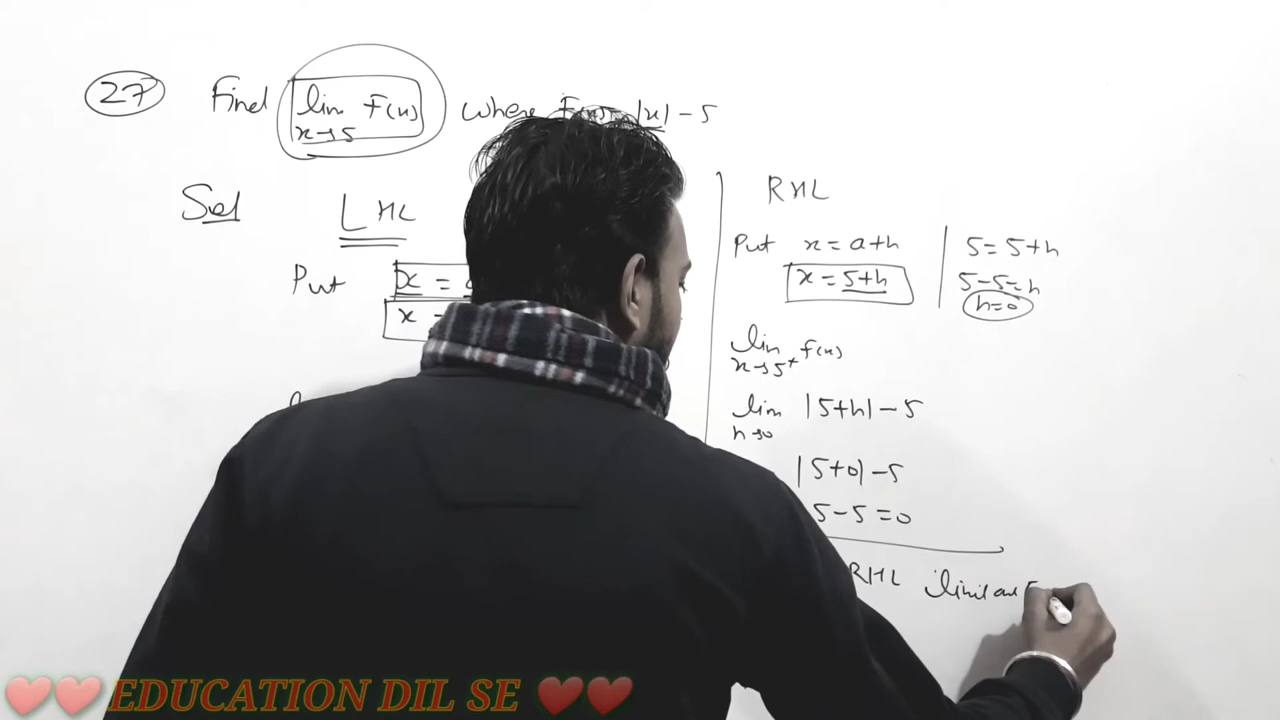 27 Find lim F(x) where F(x) = |x| - 5
x→5
Sol LHL
Put x =
x =
RHL
Put x = a+h
x = 5+h
5 = 5+h
5-5=h
h=0
lim F(x)
x→5+
lim |5+h| - 5
h→0
|5+0| - 5
5-5 = 0
RHL
❤️❤️ EDUCATION DIL SE ❤️❤️